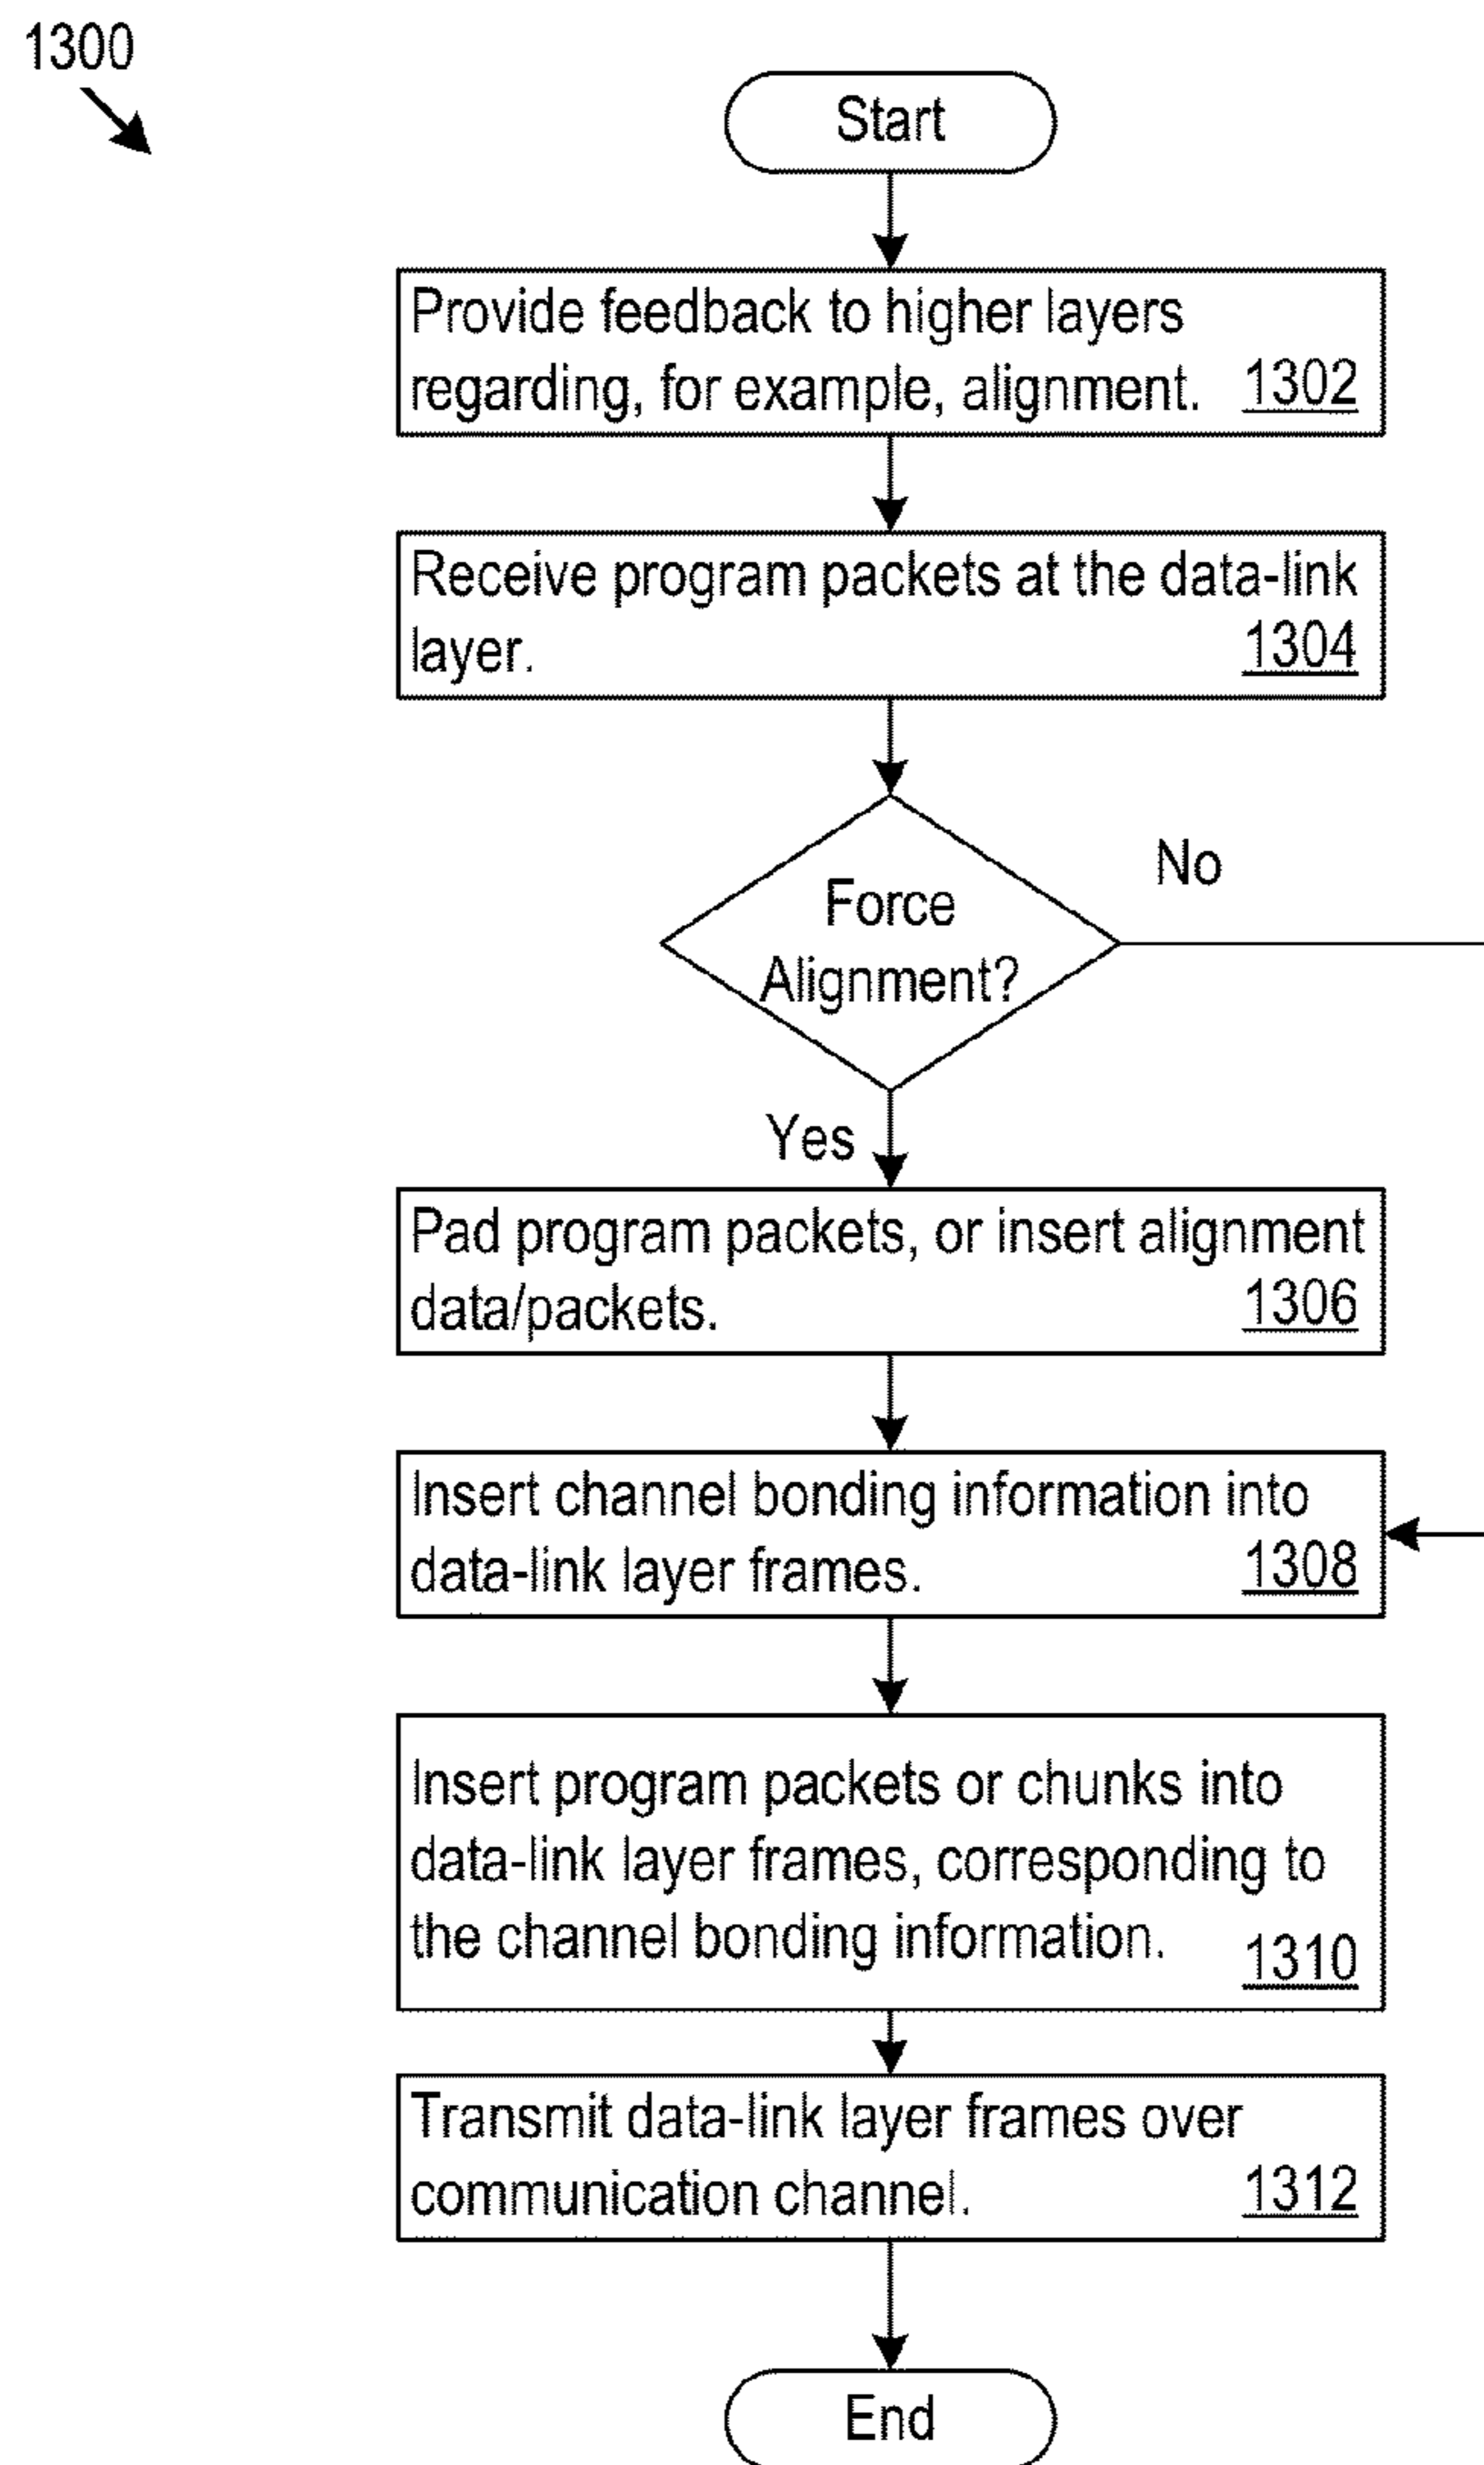 1300
Start
Provide feedback to higher layers
regarding, for example, alignment. 1302
Receive program packets at the data-link
layer. 1304
No
Force
Alignment?
Yes
Pad program packets, or insert alignment
data/packets. 1306
Insert channel bonding information into
data-link layer frames. 1308
Insert program packets or chunks into
data-link layer frames, corresponding to
the channel bonding information. 1310
Transmit data-link layer frames over
communication channel. 1312
End